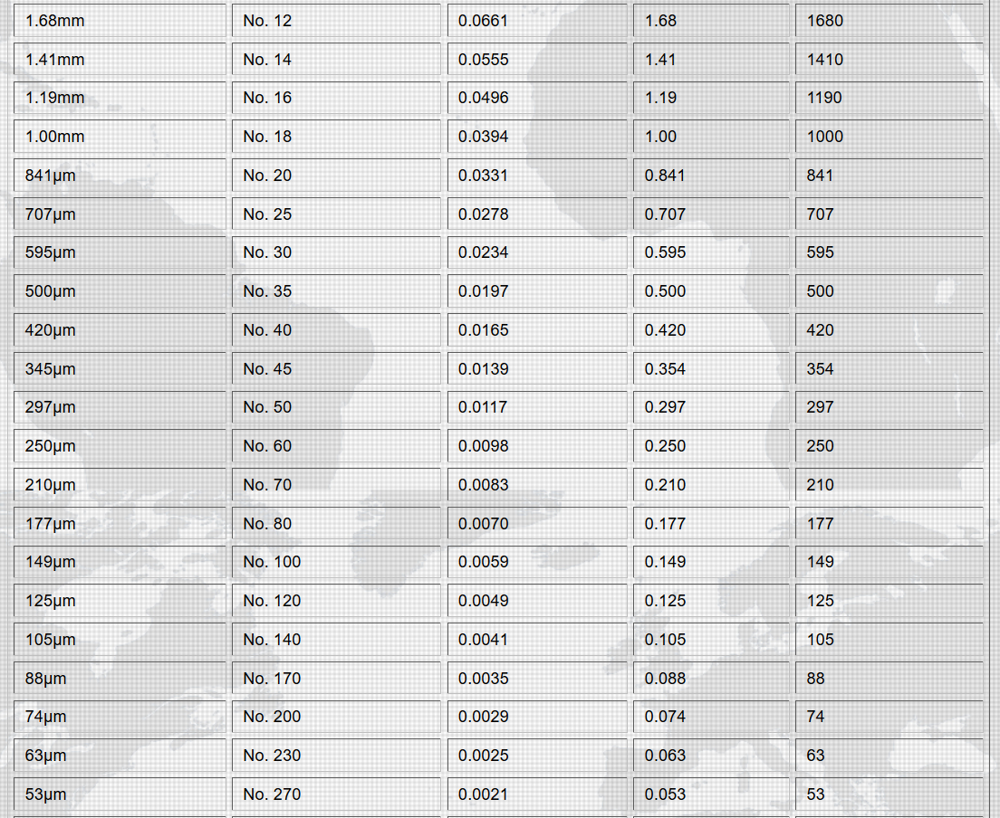 1.68mm No. 12 0.0661 1.68 1680
1.41mm No. 14 0.0555 1.41 1410
1.19mm No. 16 0.0496 1.19 1190
1.00mm No. 18 0.0394 1.00 1000
841µm No. 20 0.0331 0.841 841
707µm No. 25 0.0278 0.707 707
595µm No. 30 0.0234 0.595 595
500µm No. 35 0.0197 0.500 500
420µm No. 40 0.0165 0.420 420
345µm No. 45 0.0139 0.354 354
297µm No. 50 0.0117 0.297 297
250µm No. 60 0.0098 0.250 250
210µm No. 70 0.0083 0.210 210
177µm No. 80 0.0070 0.177 177
149µm No. 100 0.0059 0.149 149
125µm No. 120 0.0049 0.125 125
105µm No. 140 0.0041 0.105 105
88µm No. 170 0.0035 0.088 88
74µm No. 200 0.0029 0.074 74
63µm No. 230 0.0025 0.063 63
53µm No. 270 0.0021 0.053 53